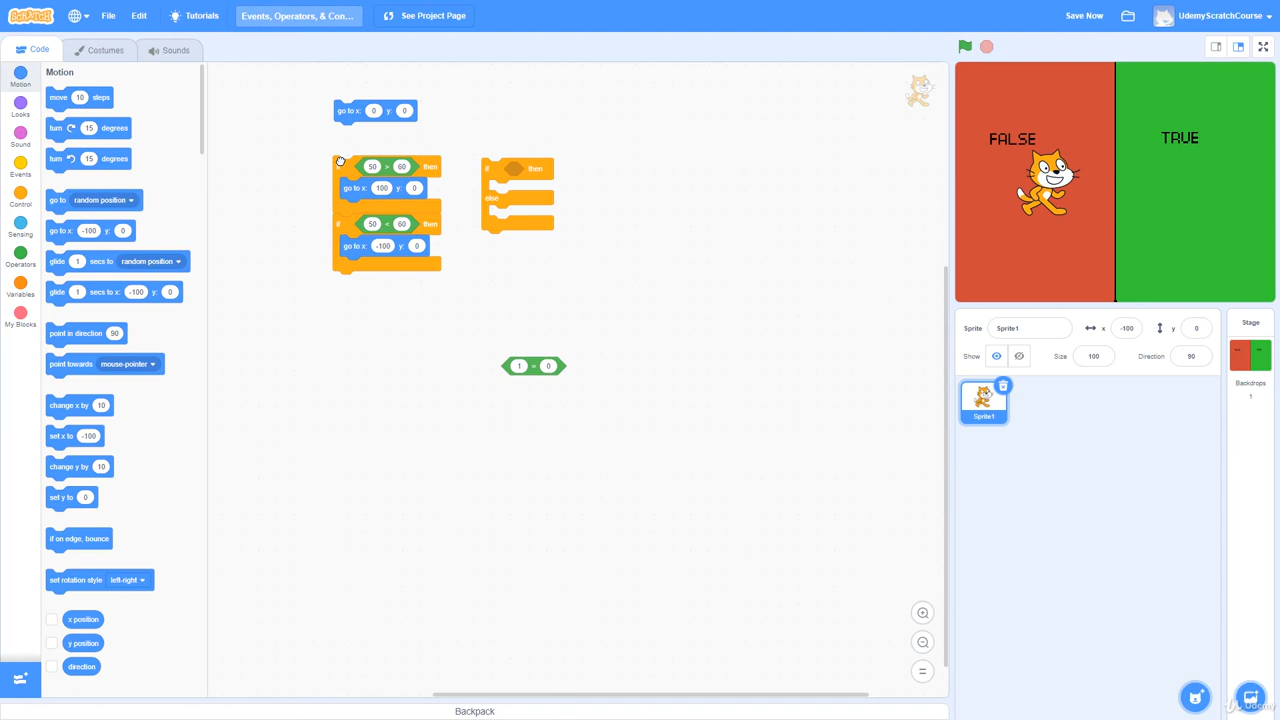 SCRATCH File Edit Tutorials Events, Operators, & Con... See Project Page Save Now UdemyScratchCourse
Code Costumes Sounds
Motion
Looks
Sound
Events
Control
Sensing
Operators
Variables
My Blocks
Motion
move 10 steps
turn 15 degrees
turn 15 degrees
go to random position
go to x: -100 y: 0
glide 1 secs to random position
glide 1 secs to x: -100 y: 0
point in direction 90
point towards mouse-pointer
change x by 10
set x to -100
change y by 10
set y to 0
if on edge, bounce
set rotation style left-right
x position
y position
direction
go to x: 0 y: 0
50 > 60 then
go to x: 100 y: 0
if 50 < 60 then
go to x: -100 y: 0
if then
else
1 = 0
FALSE TRUE
Sprite Sprite1 x -100 y 0
Show Size 100 Direction 90
Sprite1
Stage
Backdrops
1
Backpack
Udemy